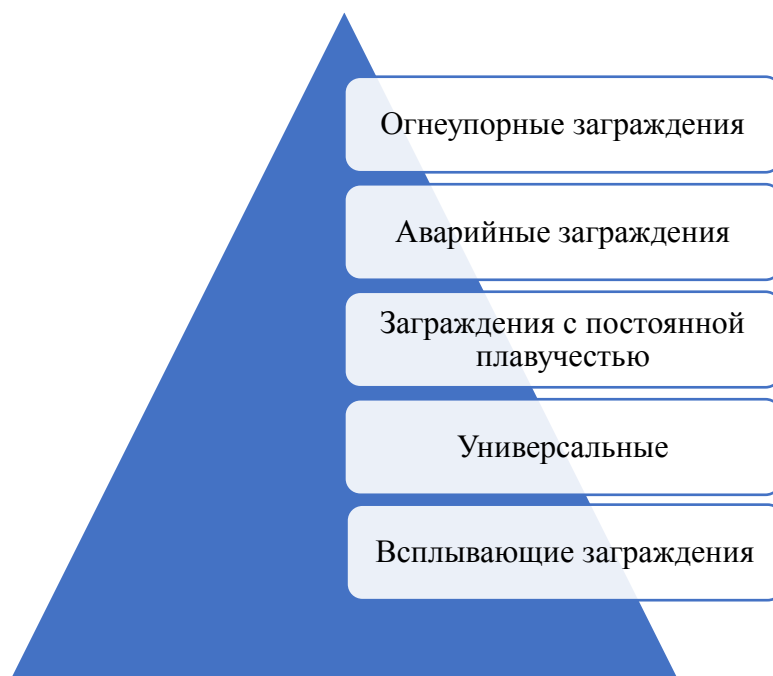 Огнеупорные заграждения
Аварийные заграждения
Заграждения с постоянной
плавучестью
Универсальные
Всплывающие заграждения